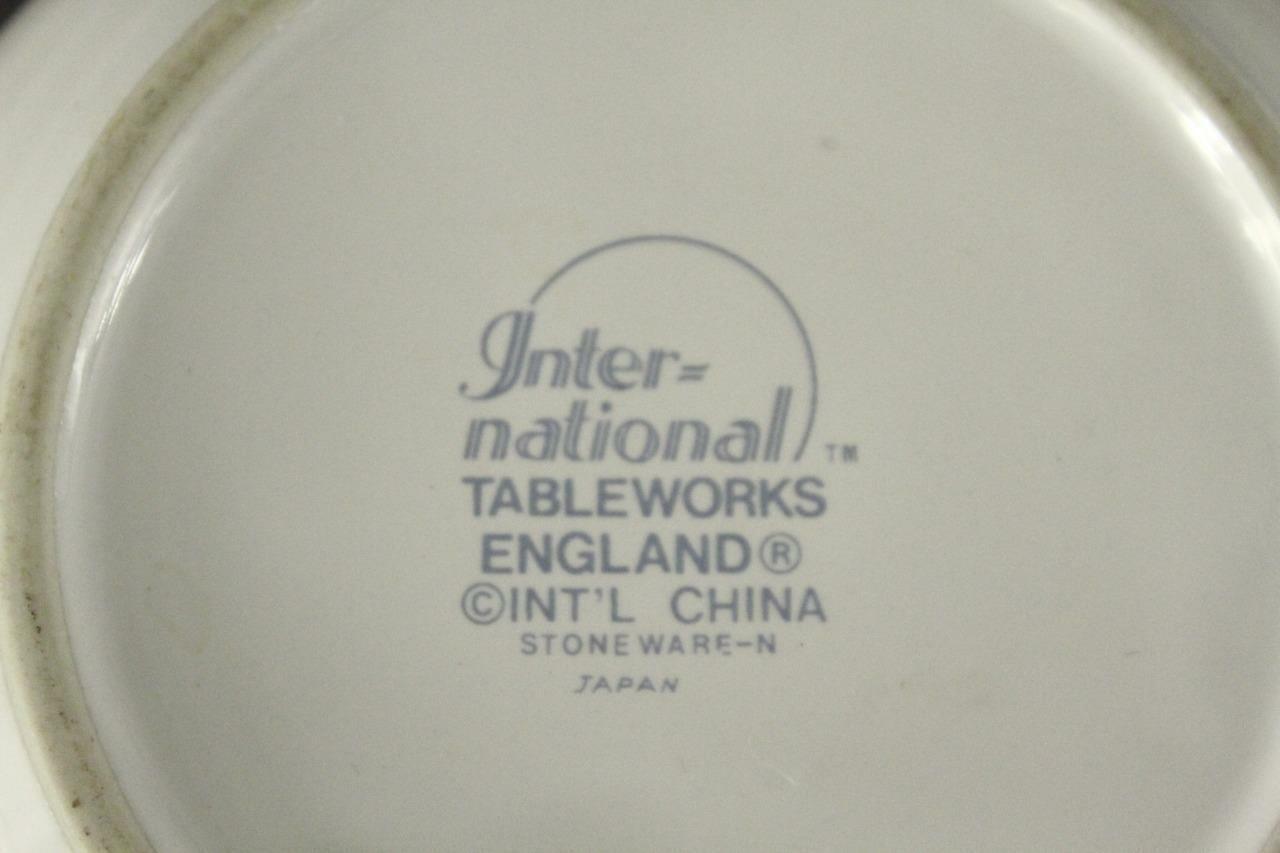 Inter=
national™
TABLEWORKS
ENGLAND®
©INT'L CHINA
STONEWARE-N
JAPAN